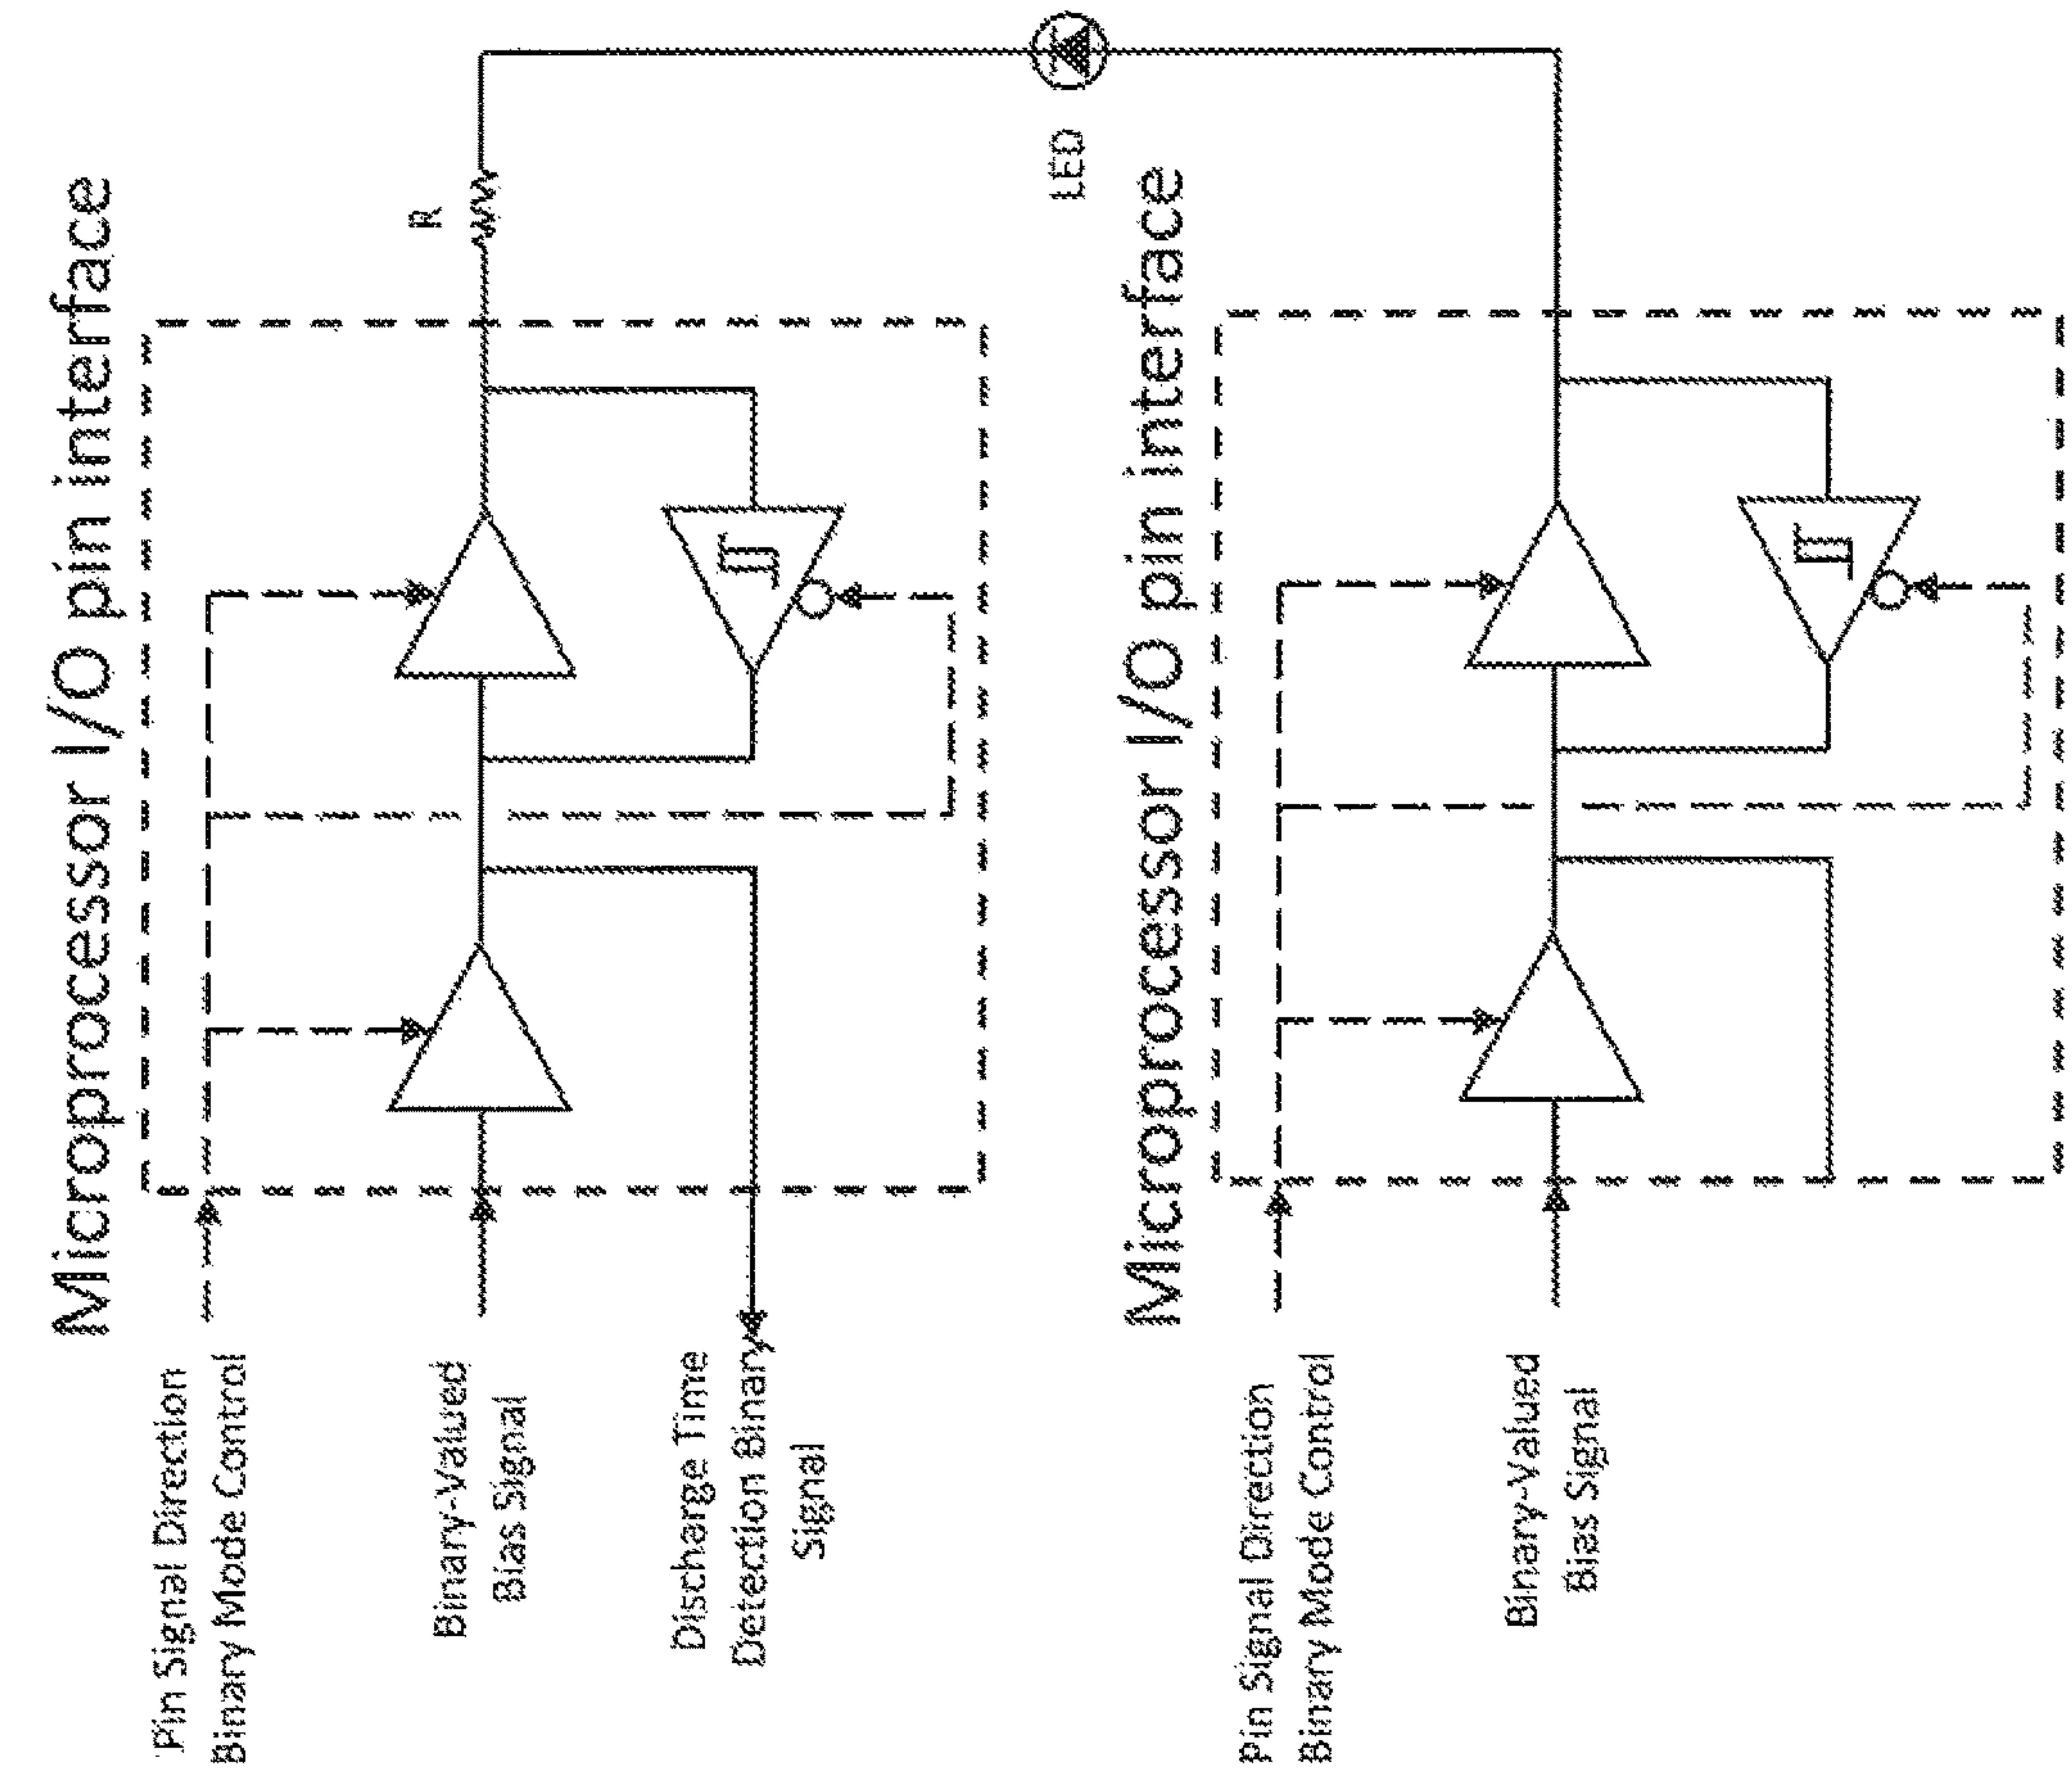 Microprocessor I/O pin interface
Pin Signal Direction
Binary Mode Control
Binary-Valued
Bias Signal
Discharge Time
Detection Binary
Signal
R
LED
Microprocessor I/O pin interface
Pin Signal Direction
Binary Mode Control
Binary-Valued
Bias Signal